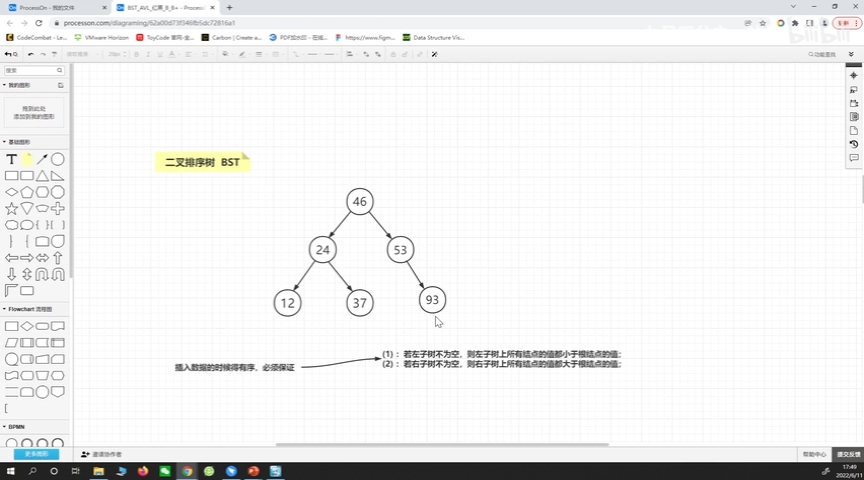 ProcessOn - 我的文件
BST_AVL_红黑_B_B+ - Process
processon.com/diagraming/62a00d73f346fb5dc72816a1
CodeCombat - Le...
VMware Horizon
ToyCode 官网-全...
Carbon | Create a...
PDF加水印 - 在线...
https://www.figm...
Data Structure Vis...
bilibili
功能查找
搜索
我的图形
拖到此处
添加到我的图形
基础图形
T
二叉排序树 BST
46
24
53
12
37
93
插入数据的时候得有序，必须保证
(1)：若左子树不为空，则左子树上所有结点的值都小于根结点的值；
(2)：若右子树不为空，则右子树上所有结点的值都大于根结点的值；
Flowchart 流程图
BPMN
更多图形
邀请协作者
帮助中心
提交反馈
17:49
2022/6/11